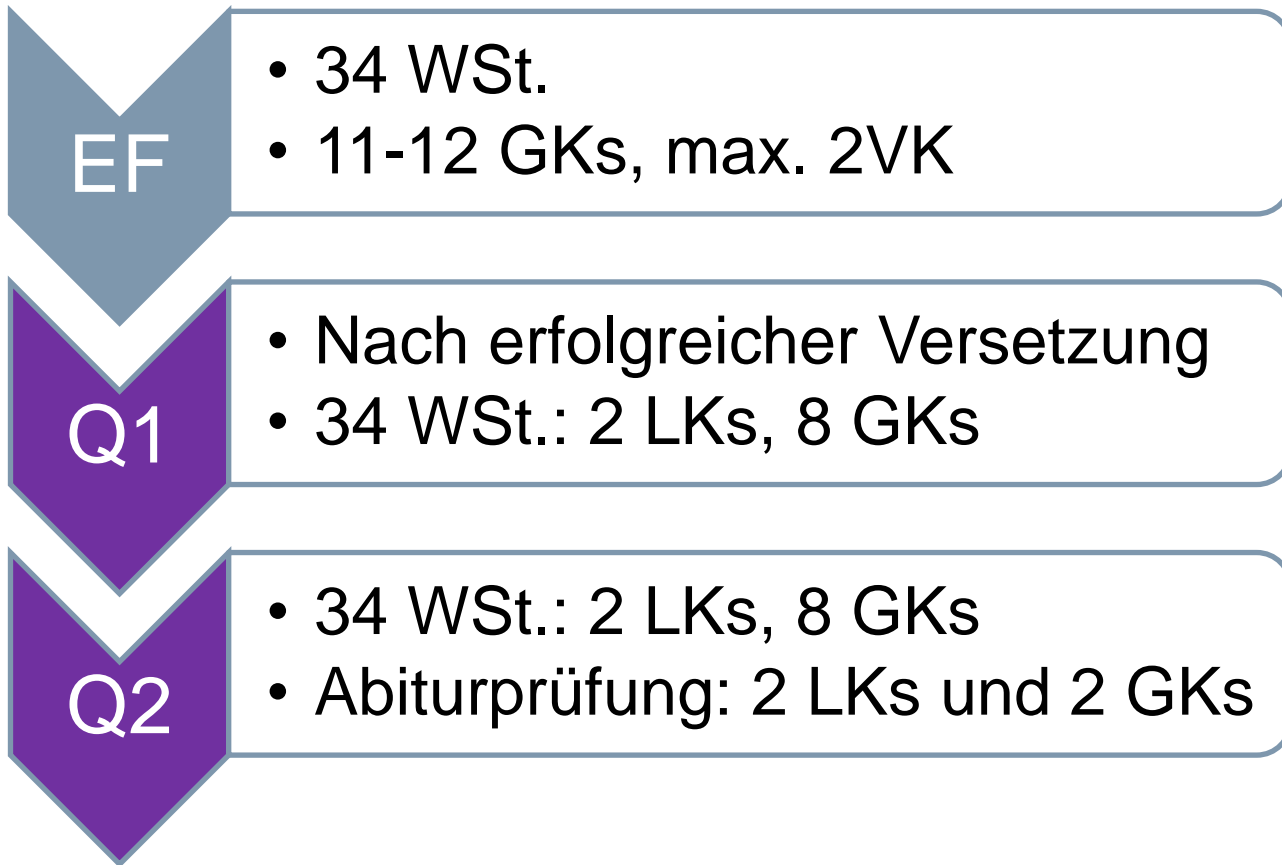 EF
• 34 WSt.
• 11-12 GKs, max. 2VK
Q1
• Nach erfolgreicher Versetzung
• 34 WSt.: 2 LKs, 8 GKs
Q2
• 34 WSt.: 2 LKs, 8 GKs
• Abiturprüfung: 2 LKs und 2 GKs